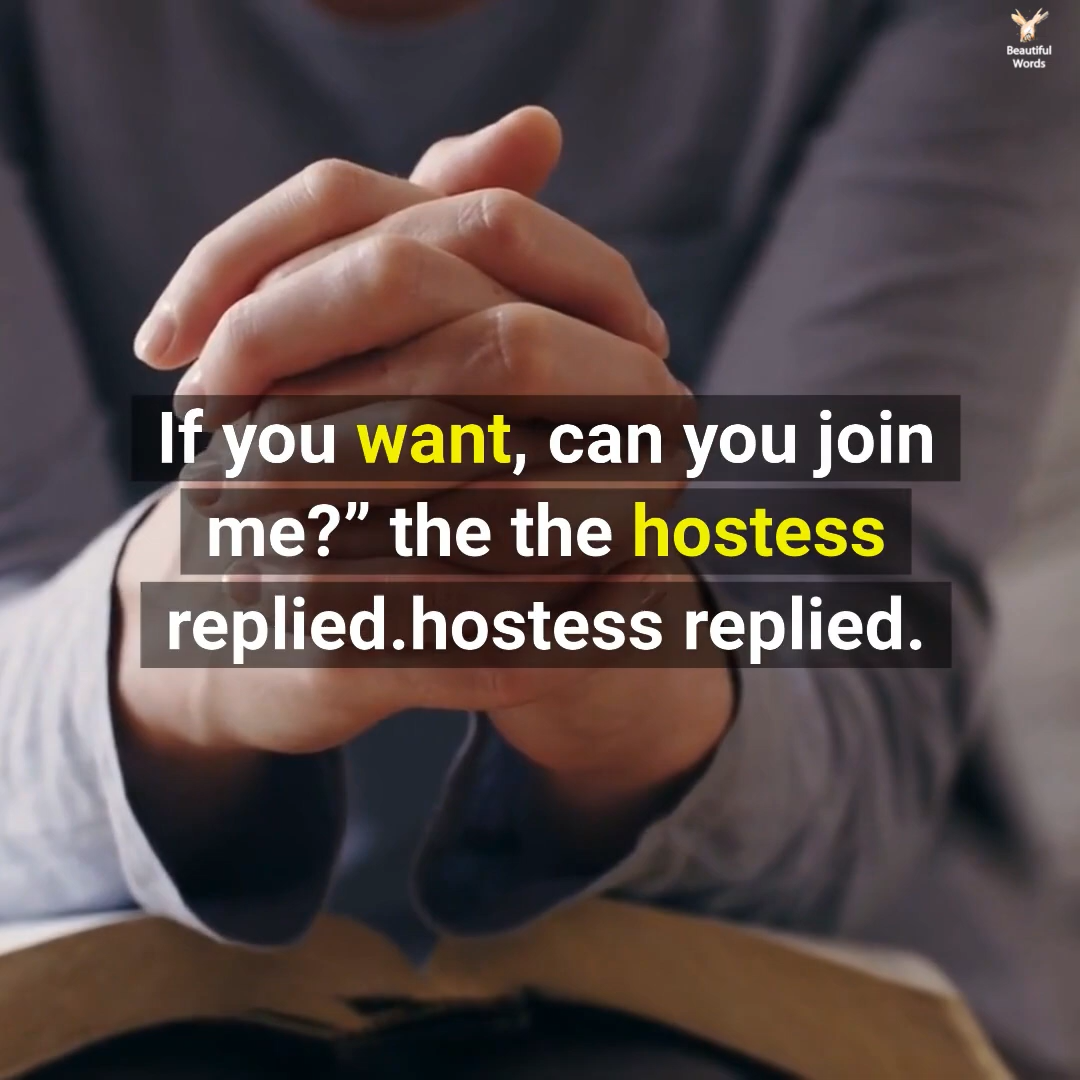 Beautiful
Words
If you want, can you join
me?” the the hostess
replied.hostess replied.